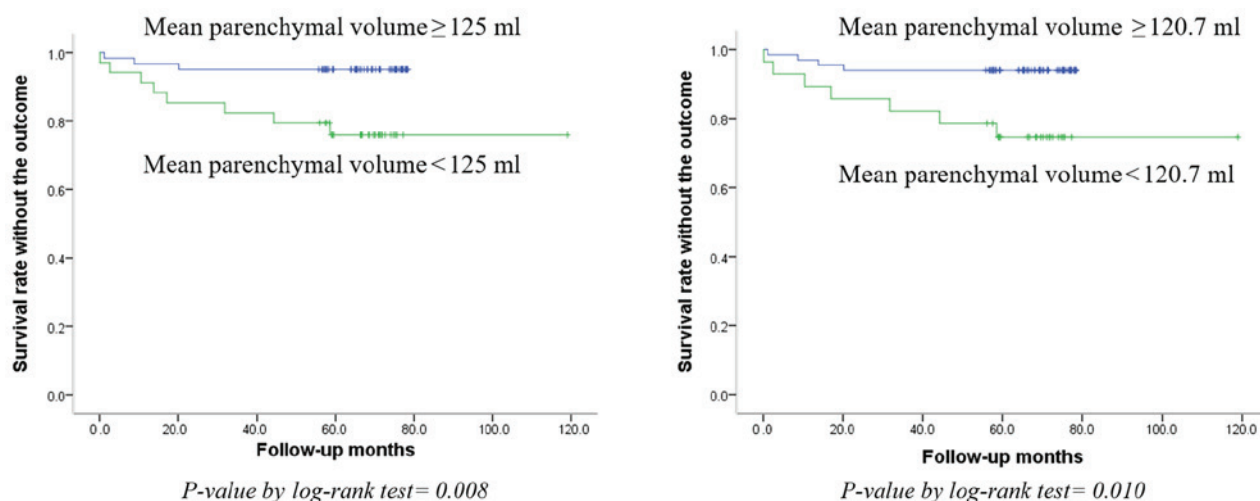 Mean parenchymal volume ≥125 ml
Survival rate without the outcome
1.0
0.8
0.6
0.4
0.2
0.0
Mean parenchymal volume <125 ml
0.0 20.0 40.0 60.0 80.0 100.0 120.0
Follow-up months
P-value by log-rank test= 0.008
Mean parenchymal volume ≥120.7 ml
Survival rate without the outcome
1.0
0.8
0.6
0.4
0.2
0.0
Mean parenchymal volume <120.7 ml
0.0 20.0 40.0 60.0 80.0 100.0 120.0
Follow-up months
P-value by log-rank test= 0.010